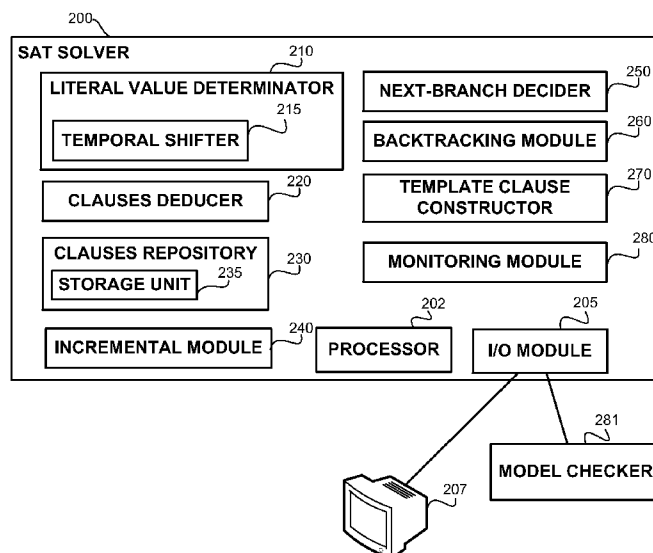 200
SAT SOLVER
210
LITERAL VALUE DETERMINATOR
215
TEMPORAL SHIFTER
220
CLAUSES DEDUCER
CLAUSES REPOSITORY
230
235
STORAGE UNIT
240
INCREMENTAL MODULE
250
NEXT-BRANCH DECIDER
260
BACKTRACKING MODULE
270
TEMPLATE CLAUSE
CONSTRUCTOR
280
MONITORING MODULE
202
PROCESSOR
205
I/O MODULE
281
MODEL CHECKER
207